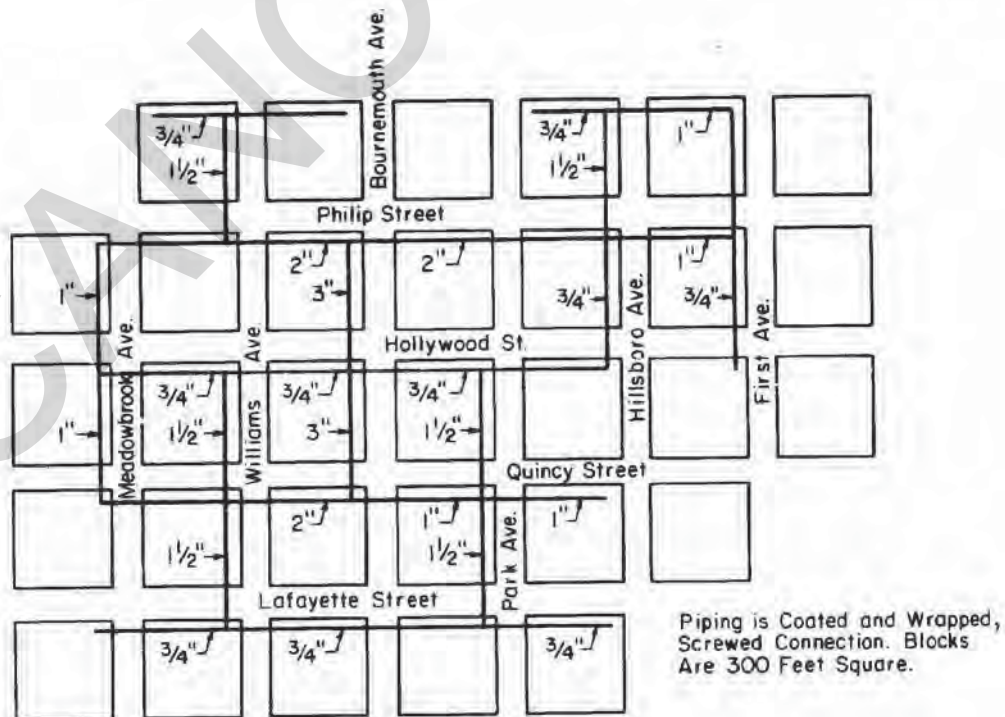 Bournemouth Ave.
3/4"
3/4"
1"
1 1/2"
1 1/2"
Philip Street
2"
2"
1"
1"
3"
3/4"
3/4"
Meadowbrook Ave.
Williams Ave.
Hollywood St.
Hillsboro Ave.
First Ave.
3/4"
3/4"
3/4"
1"
1 1/2"
3"
1 1/2"
Quincy Street
2"
1"
1"
1 1/2"
1 1/2"
Park Ave.
Lafayette Street
3/4"
3/4"
3/4"
Piping is Coated and Wrapped,
Screwed Connection. Blocks
Are 300 Feet Square.